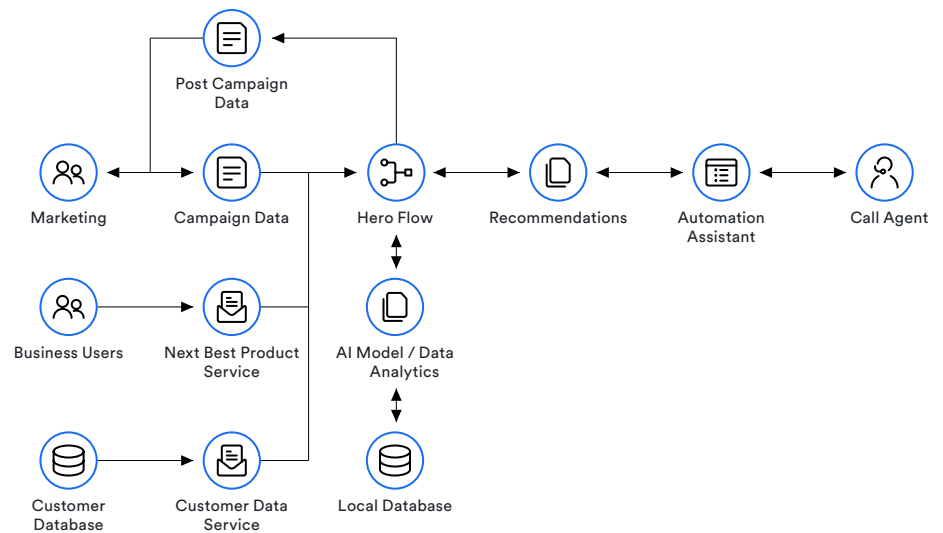 Post Campaign
Data
Marketing
Campaign Data
Hero Flow
Recommendations
Automation
Assistant
Call Agent
Business Users
Next Best Product
Service
AI Model / Data
Analytics
Customer
Database
Customer Data
Service
Local Database